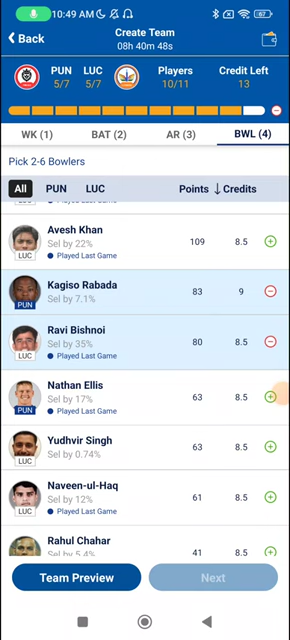 10:49 AM
67
Back
Create Team
08h 40m 48s
PUN
5/7
LUC
5/7
Players
10/11
Credit Left
13
WK (1)
BAT (2)
AR (3)
BWL (4)
Pick 2-6 Bowlers
All
PUN
LUC
Points
Credits
LUC
Played Last Game
Avesh Khan
Sel by 22%
Played Last Game
LUC
109
8.5
Kagiso Rabada
Sel by 7.1%
PUN
83
9
Ravi Bishnoi
Sel by 35%
Played Last Game
LUC
80
8.5
Nathan Ellis
Sel by 17%
Played Last Game
PUN
63
8.5
Yudhvir Singh
Sel by 0.74%
LUC
63
8.5
Naveen-ul-Haq
Sel by 12%
Played Last Game
LUC
61
8.5
Rahul Chahar
Sel by 5.4%
41
8.5
Team Preview
Next